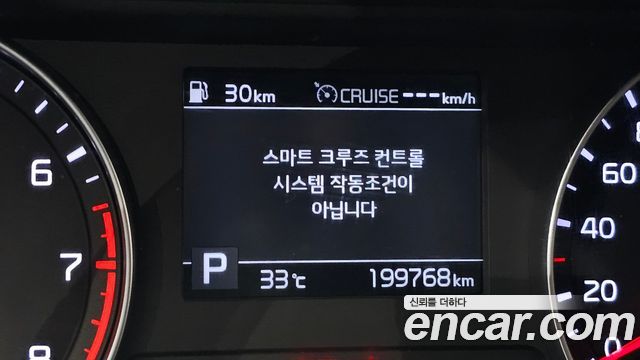 30km CRUISE ---km/h
스마트 크루즈 컨트롤
시스템 작동조건이
아닙니다
P 33℃ 199768km
6
7
8
60
40
20
0
신뢰를 더하다
encar.com